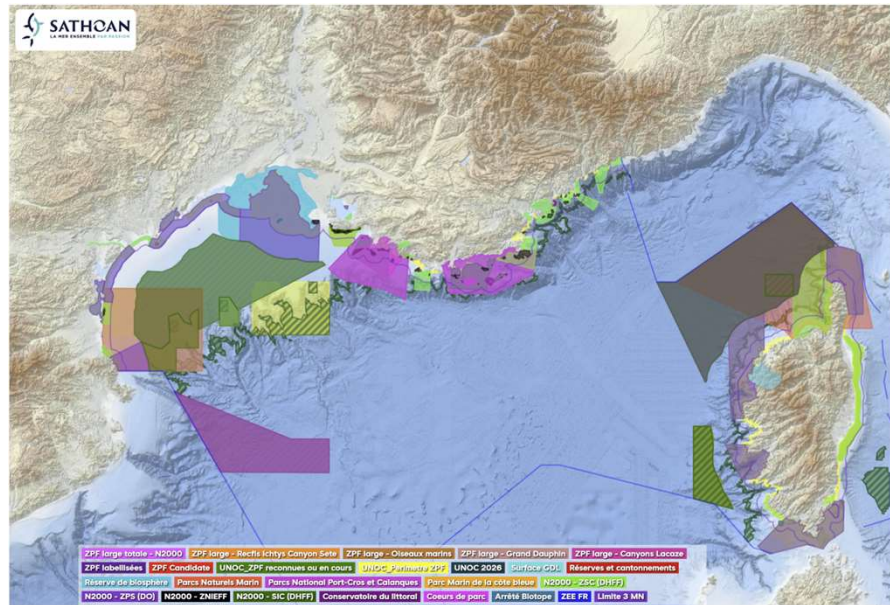 SATHOAN
LA MER ENSEMBLE PAR PASSION
ZPF large totale - N2000 ZPF large - Recfis Ichtys Canyon Sete ZPF large - Oiseaux marins ZPF large - Grand Dauphin ZPF large - Canyons Lacaze
ZPF labellisées ZPF Candidate UNOC_ZPF reconnues ou en cours UNOC_Périmetre ZPF UNOC 2026 Surface GDL Réserves et cantonnements
Réserve de biosphère Parcs Naturels Marin Parcs National Port-Cros et Calanques Parc Marin de la côte bleue N2000 - ZSC (DHFF)
N2000 - ZPS (DO) N2000 - ZNIEFF N2000 - SIC (DHFF) Conservatoire du littoral Coeurs de parc Arrêté Biotope ZEE FR Limite 3 MN